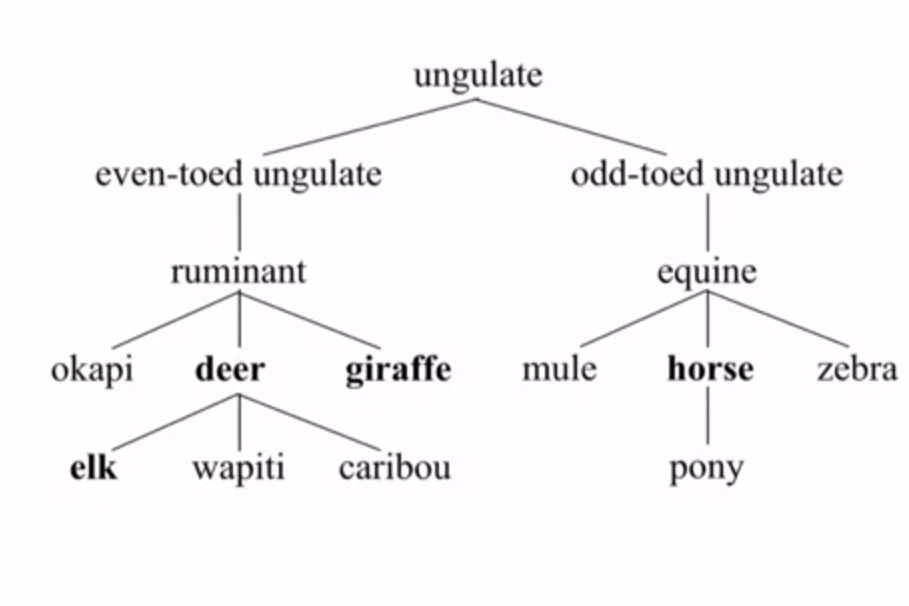 ungulate
even-toed ungulate odd-toed ungulate
ruminant equine
okapi deer giraffe mule horse zebra
elk wapiti caribou pony